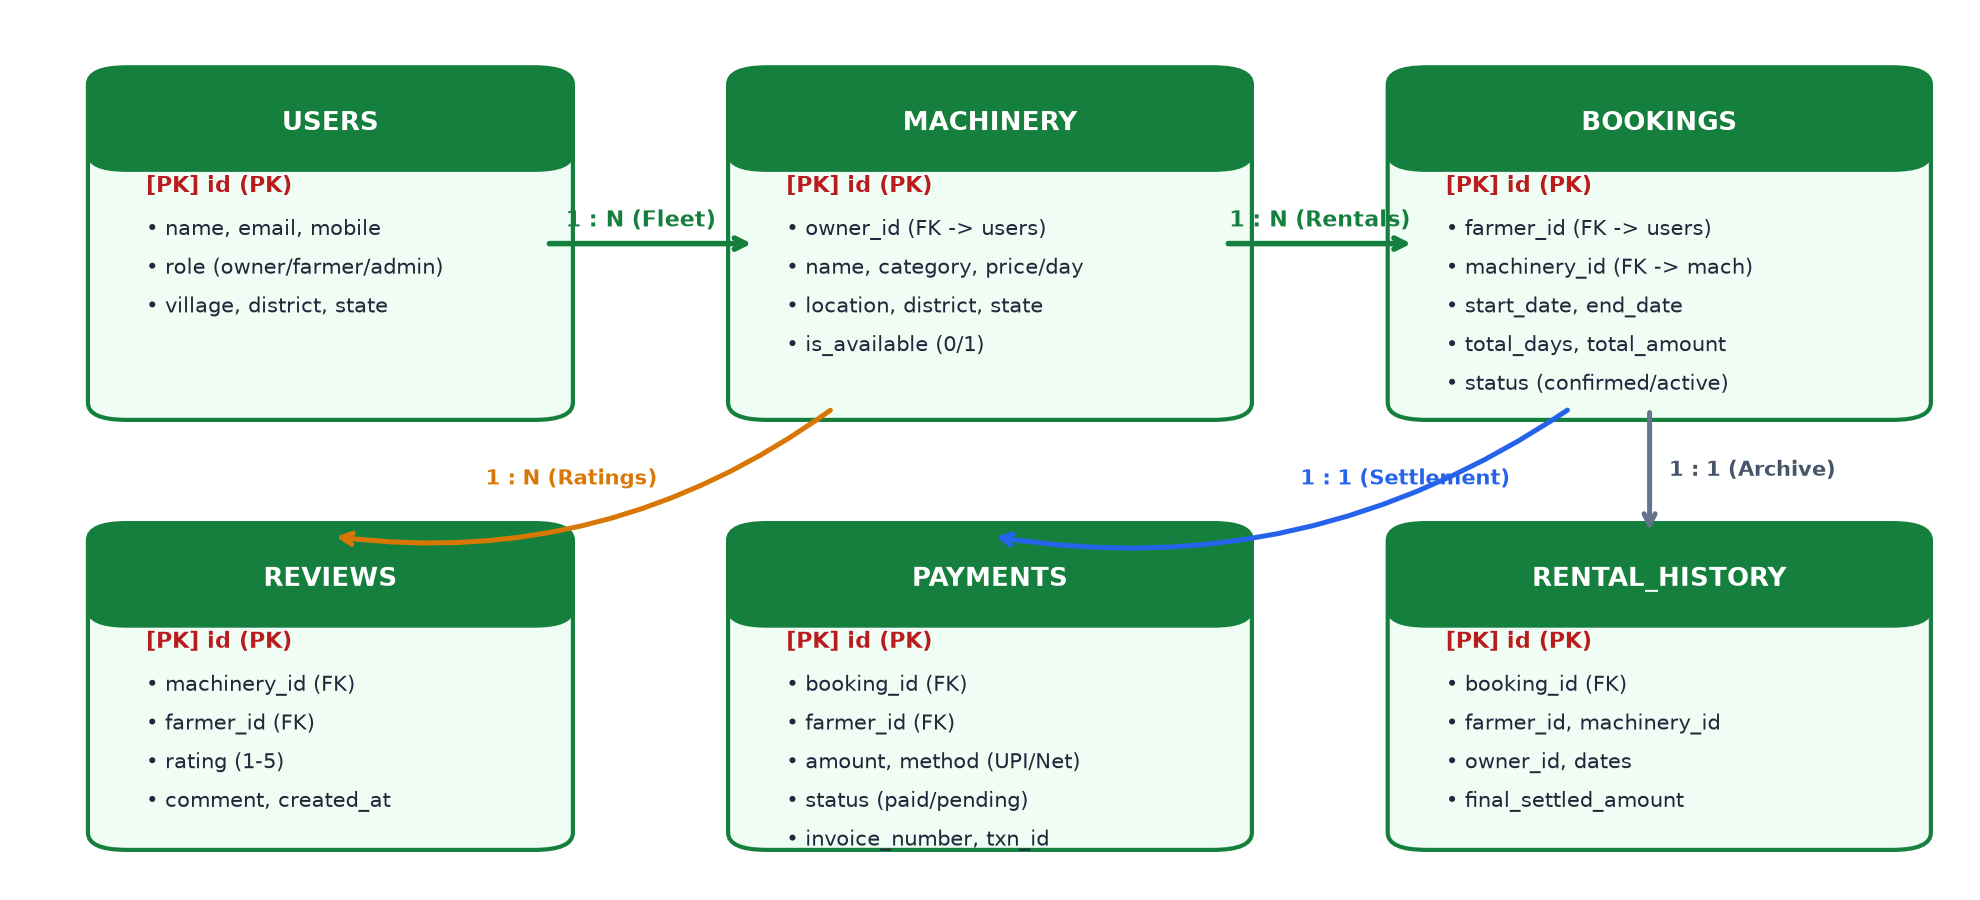 USERS
[PK] id (PK)
• name, email, mobile
• role (owner/farmer/admin)
• village, district, state
1 : N (Fleet)
MACHINERY
[PK] id (PK)
• owner_id (FK -> users)
• name, category, price/day
• location, district, state
• is_available (0/1)
1 : N (Rentals)
BOOKINGS
[PK] id (PK)
• farmer_id (FK -> users)
• machinery_id (FK -> mach)
• start_date, end_date
• total_days, total_amount
• status (confirmed/active)
1 : N (Ratings)
1 : 1 (Settlement)
1 : 1 (Archive)
REVIEWS
[PK] id (PK)
• machinery_id (FK)
• farmer_id (FK)
• rating (1-5)
• comment, created_at
PAYMENTS
[PK] id (PK)
• booking_id (FK)
• farmer_id (FK)
• amount, method (UPI/Net)
• status (paid/pending)
• invoice_number, txn_id
RENTAL_HISTORY
[PK] id (PK)
• booking_id (FK)
• farmer_id, machinery_id
• owner_id, dates
• final_settled_amount